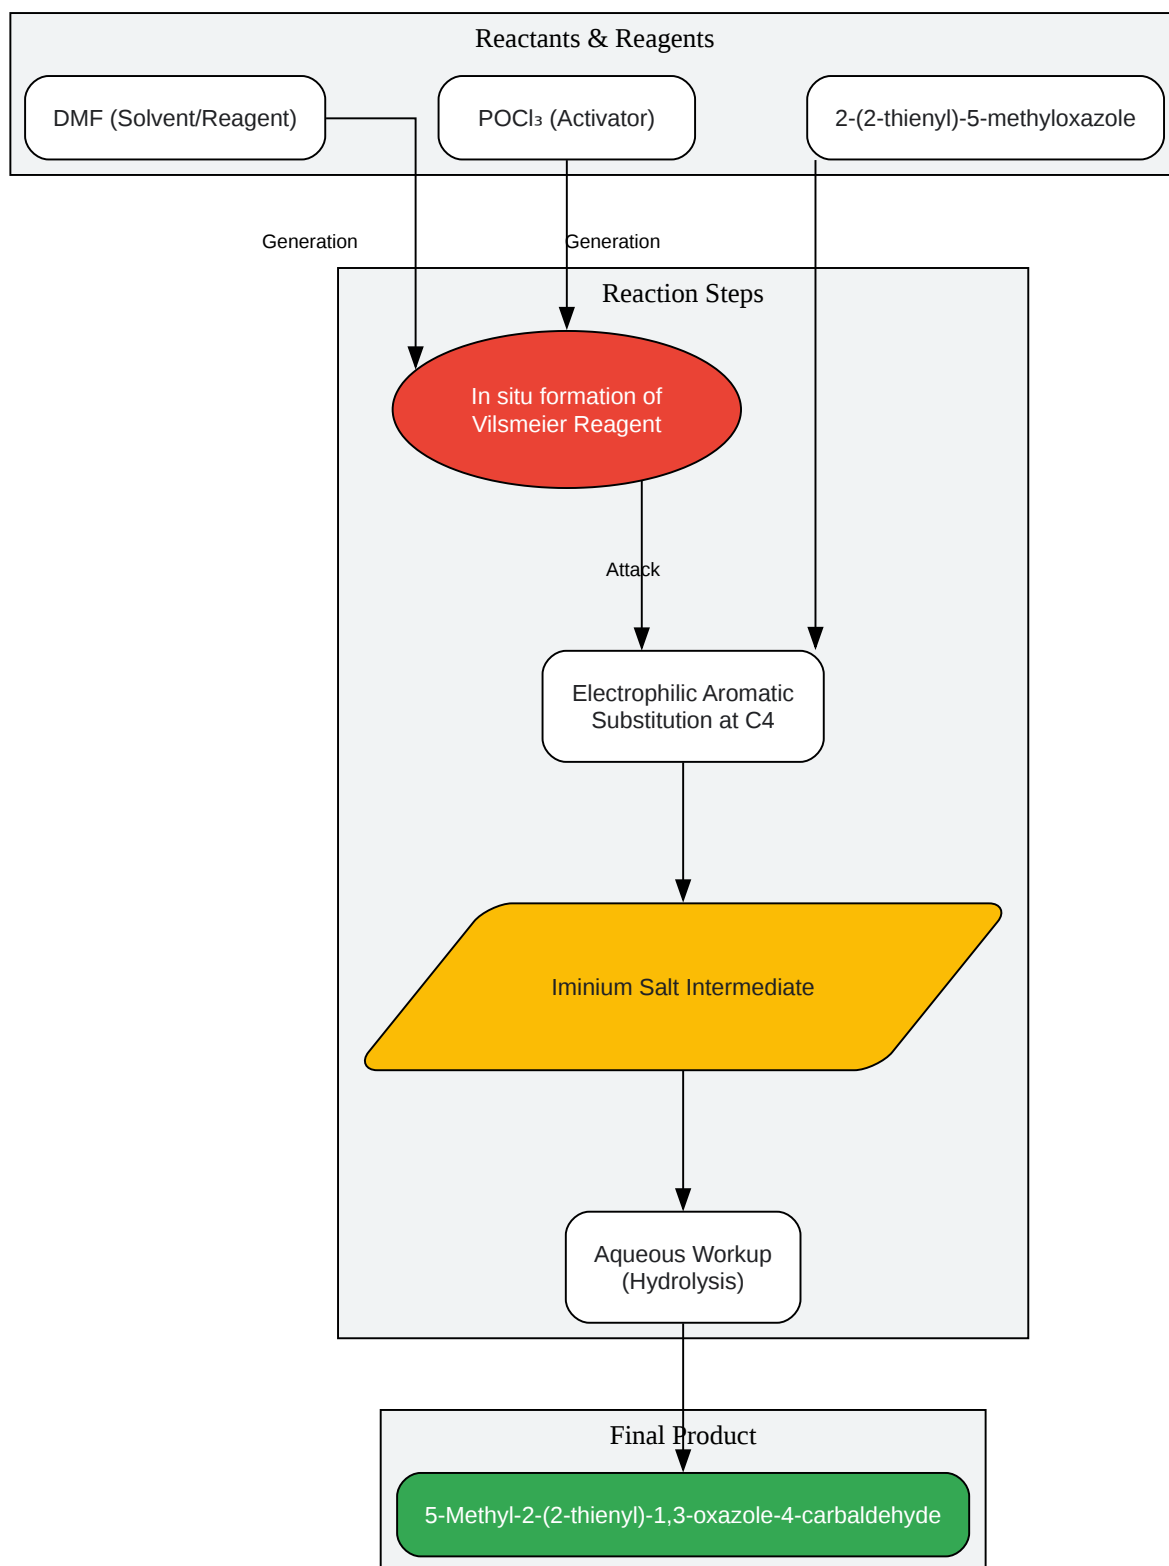 Reactants & Reagents
DMF (Solvent/Reagent)
POCl₃ (Activator)
2-(2-thienyl)-5-methyloxazole
Generation
Generation
Reaction Steps
In situ formation of
Vilsmeier Reagent
Attack
Electrophilic Aromatic
Substitution at C4
Iminium Salt Intermediate
Aqueous Workup
(Hydrolysis)
Final Product
5-Methyl-2-(2-thienyl)-1,3-oxazole-4-carbaldehyde